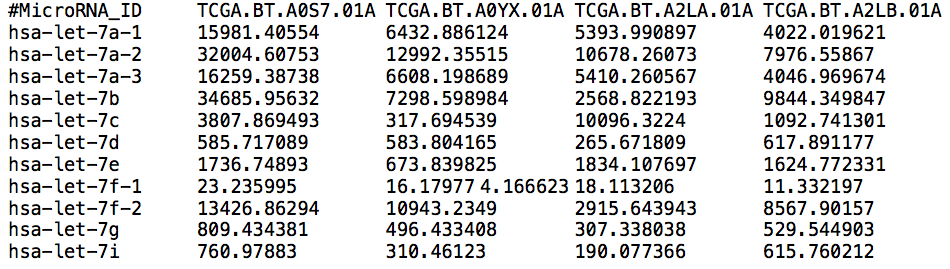 #MicroRNA_ID TCGA.BT.A0S7.01A TCGA.BT.A0YX.01A TCGA.BT.A2LA.01A TCGA.BT.A2LB.01A
hsa-let-7a-1 15981.40554 6432.886124 5393.990897 4022.019621
hsa-let-7a-2 32004.60753 12992.35515 10678.26073 7976.55867
hsa-let-7a-3 16259.38738 6608.198689 5410.260567 4046.969674
hsa-let-7b 34685.95632 7298.598984 2568.822193 9844.349847
hsa-let-7c 3807.869493 317.694539 10096.3224 1092.741301
hsa-let-7d 585.717089 583.804165 265.671809 617.891177
hsa-let-7e 1736.74893 673.839825 1834.107697 1624.772331
hsa-let-7f-1 23.235995 16.17977 4.166623 18.113206 11.332197
hsa-let-7f-2 13426.86294 10943.2349 2915.643943 8567.90157
hsa-let-7g 809.434381 496.433408 307.338038 529.544903
hsa-let-7i 760.97883 310.46123 190.077366 615.760212